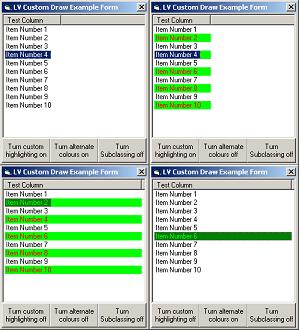 LV Custom Draw Example Form
Test Column
Item Number 1
Item Number 2
Item Number 3
Item Number 4
Item Number 5
Item Number 6
Item Number 7
Item Number 8
Item Number 9
Item Number 10
Turn custom highlighting on
Turn alternate colours on
Turn Subclassing off
LV Custom Draw Example Form
Test Column
Item Number 1
Item Number 2
Item Number 3
Item Number 4
Item Number 5
Item Number 6
Item Number 7
Item Number 8
Item Number 9
Item Number 10
Turn custom highlighting on
Turn alternate colours off
Turn Subclassing off
LV Custom Draw Example Form
Test Column
Item Number 1
Item Number 2
Item Number 3
Item Number 4
Item Number 5
Item Number 6
Item Number 7
Item Number 8
Item Number 9
Item Number 10
Turn custom highlighting off
Turn alternate colours off
Turn Subclassing off
LV Custom Draw Example Form
Test Column
Item Number 1
Item Number 2
Item Number 3
Item Number 4
Item Number 5
Item Number 6
Item Number 7
Item Number 8
Item Number 9
Item Number 10
Turn custom highlighting off
Turn alternate colours on
Turn Subclassing off